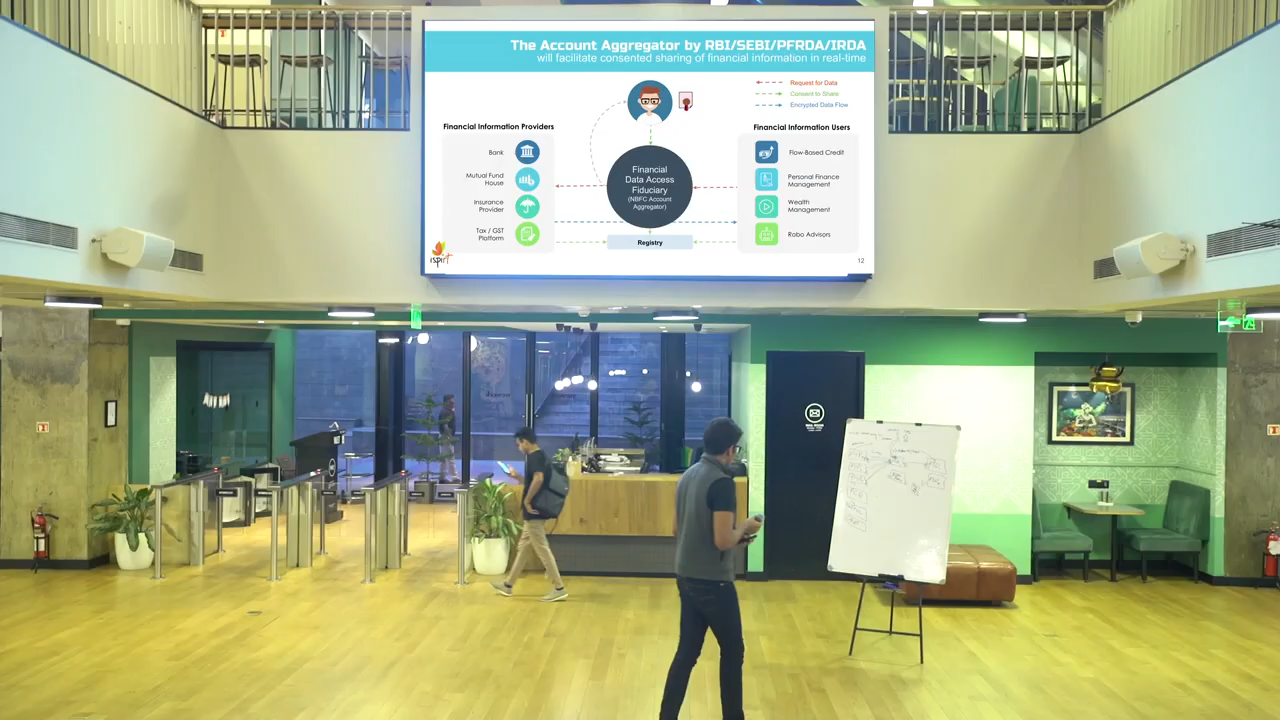 The Account Aggregator by RBI/SEBI/PFRDA/IRDA
will facilitate consented sharing of financial information in real-time
Request for Data
Consent to Share
Encrypted Data Flow
Financial Information Providers
Bank
Mutual Fund
House
Insurance
Provider
Tax / GST
Platform
Financial
Data Access
Fiduciary
(NBFC Account
Aggregator)
Registry
Financial Information Users
Flow-Based Credit
Personal Finance
Management
Wealth
Management
Robo Advisors
ispirt
12